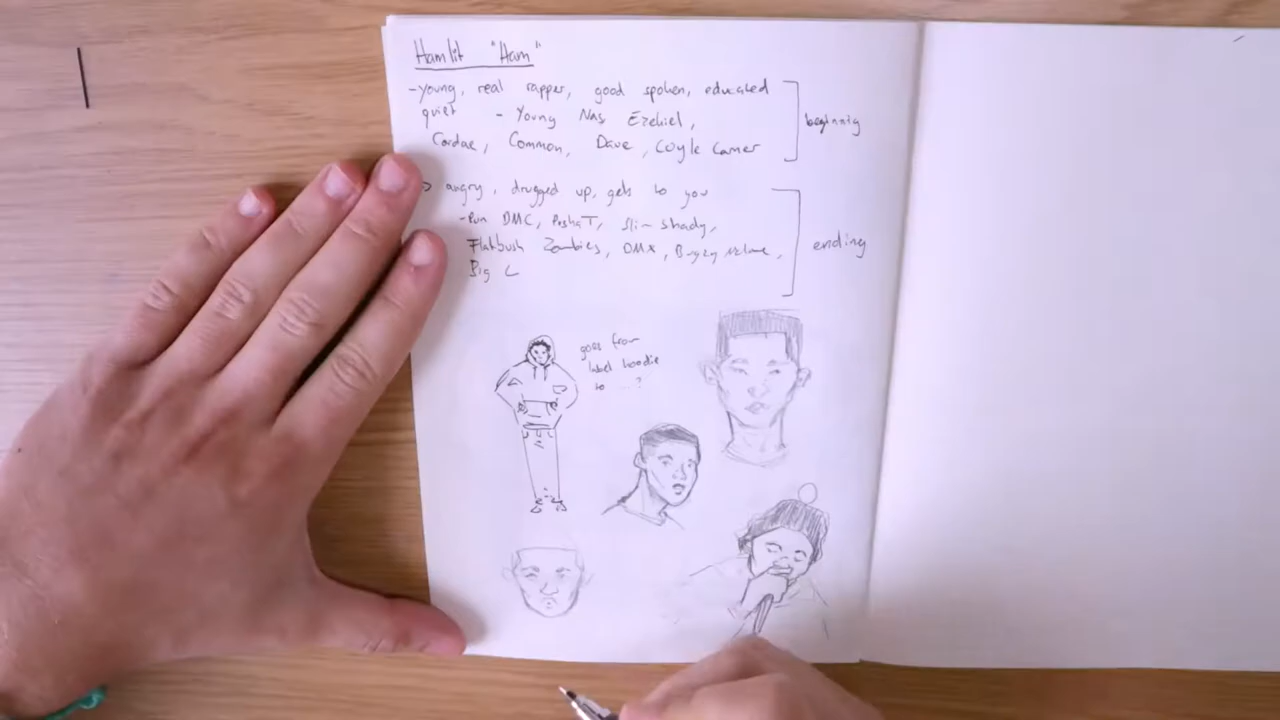 Hamlit "Ham"
-young, real rapper, good spoken, educated
quiet - Young Nas Ezekiel,
Cordae, Common, Dave, Loyle Carner
beginnig
angry, drugged up, gets to you
-Run DMC, Pusha T, Slim Shady,
Flatbush Zombies, DMX, Bugzy Malone,
Big L
ending
goes from
label hoodie
to ...?